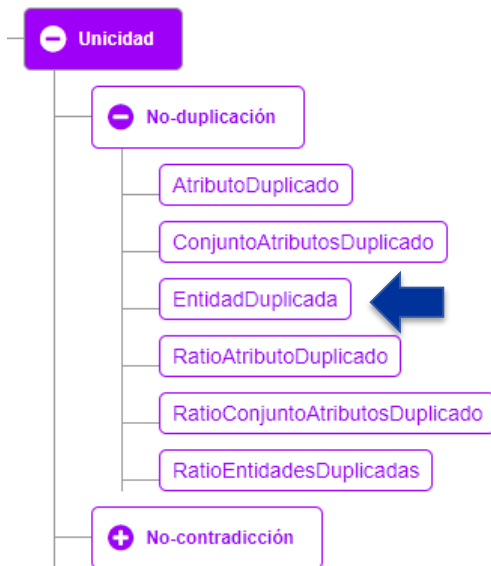 Unicidad
No-duplicación
AtributoDuplicado
ConjuntoAtributosDuplicado
EntidadDuplicada
RatioAtributoDuplicado
RatioConjuntoAtributosDuplicado
RatioEntidadesDuplicadas
No-contradicción